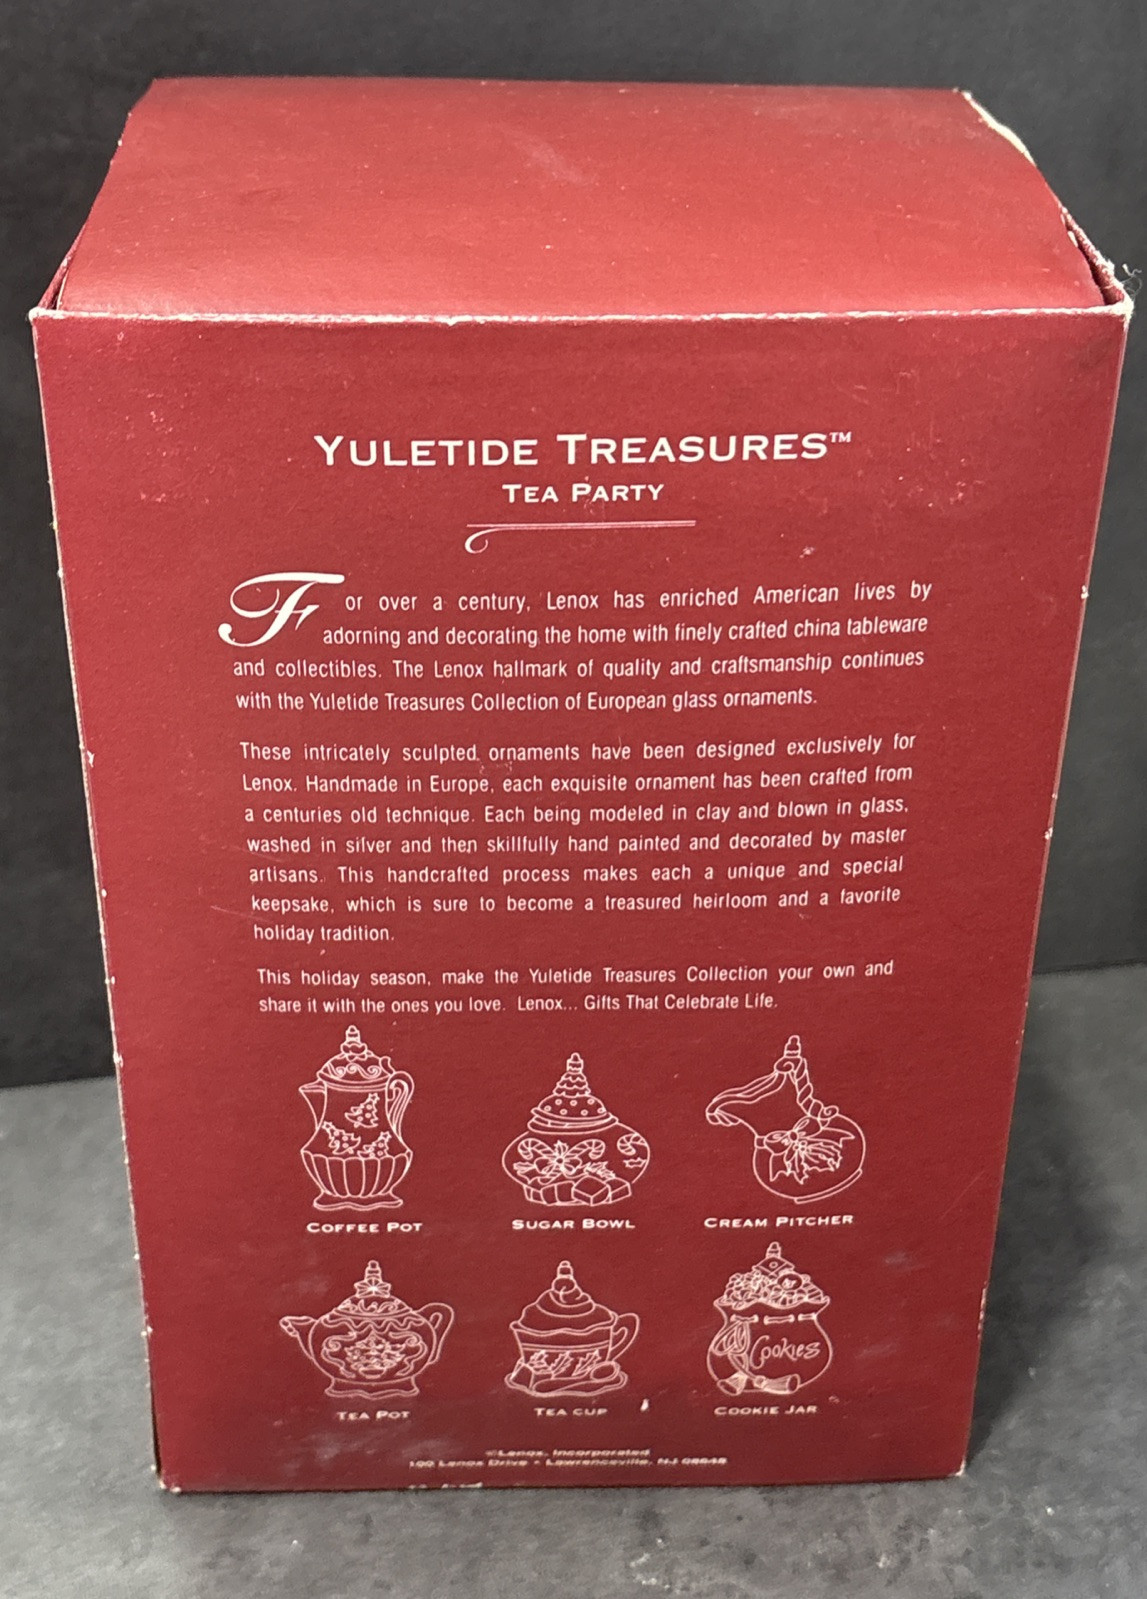 YULETIDE TREASURES™
TEA PARTY
For over a century, Lenox has enriched American lives by
adorning and decorating the home with finely crafted china tableware
and collectibles. The Lenox hallmark of quality and craftsmanship continues
with the Yuletide Treasures Collection of European glass ornaments.
These intricately sculpted ornaments have been designed exclusively for
Lenox. Handmade in Europe, each exquisite ornament has been crafted from
a centuries old technique. Each being modeled in clay and blown in glass,
washed in silver and then skillfully hand painted and decorated by master
artisans. This handcrafted process makes each a unique and special
keepsake, which is sure to become a treasured heirloom and a favorite
holiday tradition.
This holiday season, make the Yuletide Treasures Collection your own and
share it with the ones you love. Lenox... Gifts That Celebrate Life.
COFFEE POT
SUGAR BOWL
CREAM PITCHER
Cookies
TEA POT
TEA CUP
COOKIE JAR
©Lenox, Incorporated
100 Lenox Drive • Lawrenceville, NJ 08648